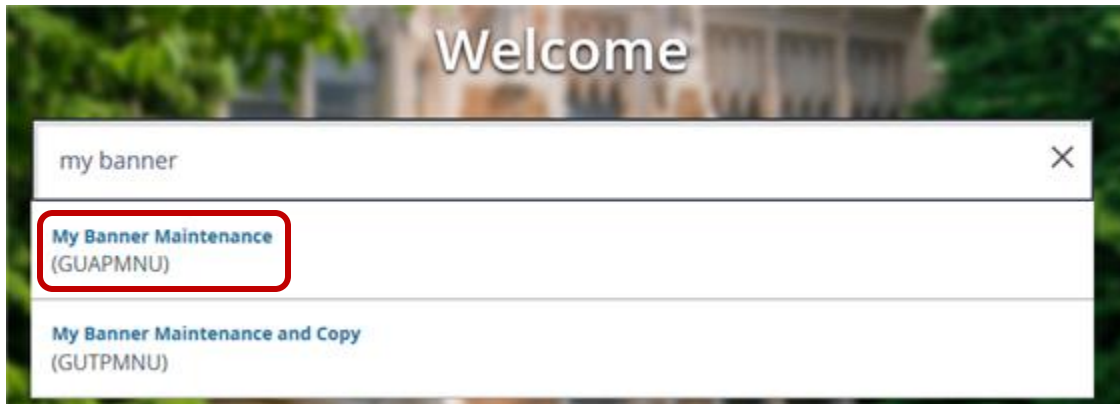 Welcome
my banner
My Banner Maintenance
(GUAPMNU)
My Banner Maintenance and Copy
(GUTPMNU)